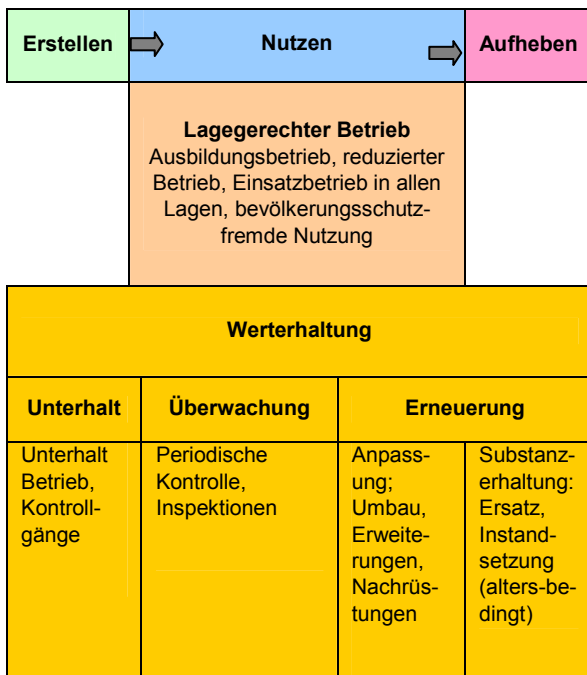 Erstellen
Nutzen
Aufheben
Lagegerechter Betrieb
Ausbildungsbetrieb, reduzierter
Betrieb, Einsatzbetrieb in allen
Lagen, bevölkerungsschutz-
fremde Nutzung
Werterhaltung
Unterhalt
Überwachung
Erneuerung
Unterhalt
Betrieb,
Kontroll-
gänge
Periodische
Kontrolle,
Inspektionen
Anpass-
ung;
Umbau,
Erweite-
rungen,
Nachrüs-
tungen
Substanz-
erhaltung:
Ersatz,
Instand-
setzung
(alters-be-
dingt)